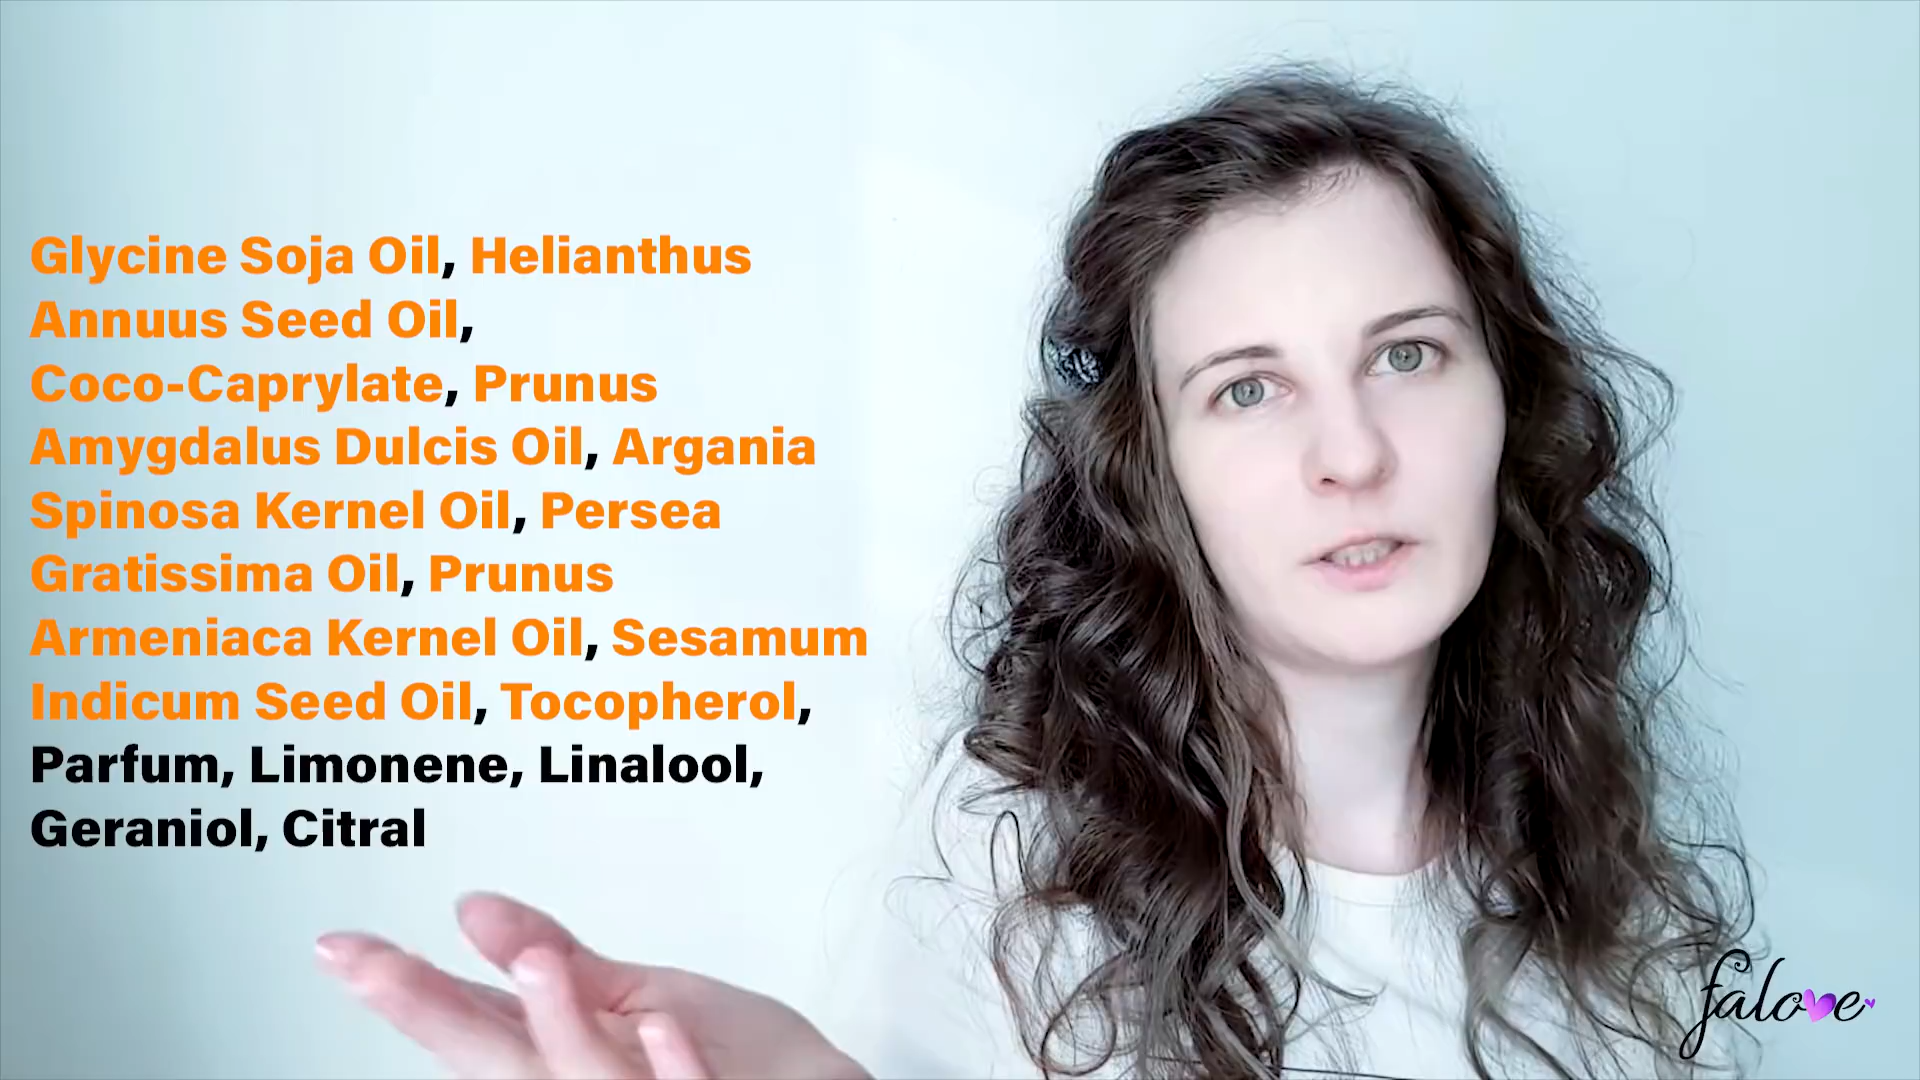 Glycine Soja Oil, Helianthus
Annuus Seed Oil,
Coco-Caprylate, Prunus
Amygdalus Dulcis Oil, Argania
Spinosa Kernel Oil, Persea
Gratissima Oil, Prunus
Armeniaca Kernel Oil, Sesamum
Indicum Seed Oil, Tocopherol,
Parfum, Limonene, Linalool,
Geraniol, Citral
falove